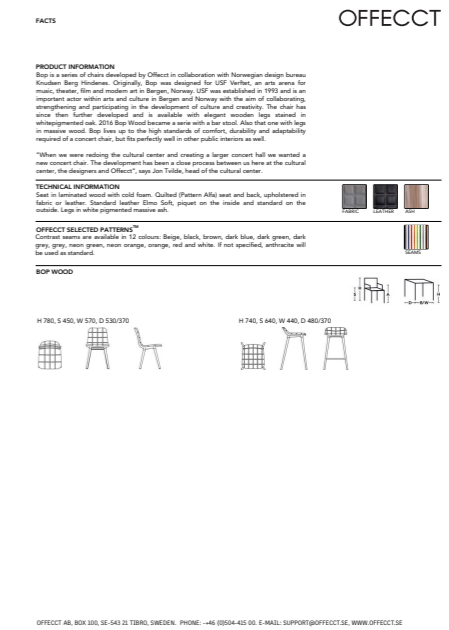 FACTS
OFFECCT
PRODUCT INFORMATION
Bop is a series of chairs developed by Offecct in collaboration with Norwegian design bureau
Knudsen Berg Hindenes. Originally, Bop was designed for USF Verftet, an arts arena for
music, theater, film and modern art in Bergen, Norway. USF was established in 1993 and is an
important actor within arts and culture in Bergen and Norway with the aim of collaborating,
strengthening and participating in the development of culture and creativity. The chair has
since then further developed and is available with elegant wooden legs stained in
whitepigmented oak. 2016 Bop Wood became a serie with a bar stool. Also that one with legs
in massive wood. Bop lives up to the high standards of comfort, durability and adaptability
required of a concert chair, but fits perfectly well in other public interiors as well.
"When we were redoing the cultural center and creating a larger concert hall we wanted a
new concert chair. The development has been a close process between us here at the cultural
center, the designers and Offecct", says Jon Tvilde, head of the cultural center.
TECHNICAL INFORMATION
Seat in laminated wood with cold foam. Quilted (Pattern Alfa) seat and back, upholstered in
fabric or leather. Standard leather Elmo Soft, piquet on the inside and standard on the
outside. Legs in white pigmented massive ash.
FABRIC LEATHER ASH
OFFECCT SELECTED PATTERNS™
Contrast seams are available in 12 colours: Beige, black, brown, dark blue, dark green, dark
grey, grey, neon green, neon orange, orange, red and white. If not specified, anthracite will
be used as standard.
SEAMS
BOP WOOD
H 780, S 450, W 570, D 530/370
H 740, S 640, W 440, D 480/370
OFFECCT AB, BOX 100, SE-543 21 TIBRO, SWEDEN. PHONE: +46 (0)504-415 00. E-MAIL: SUPPORT@OFFECCT.SE, WWW.OFFECCT.SE